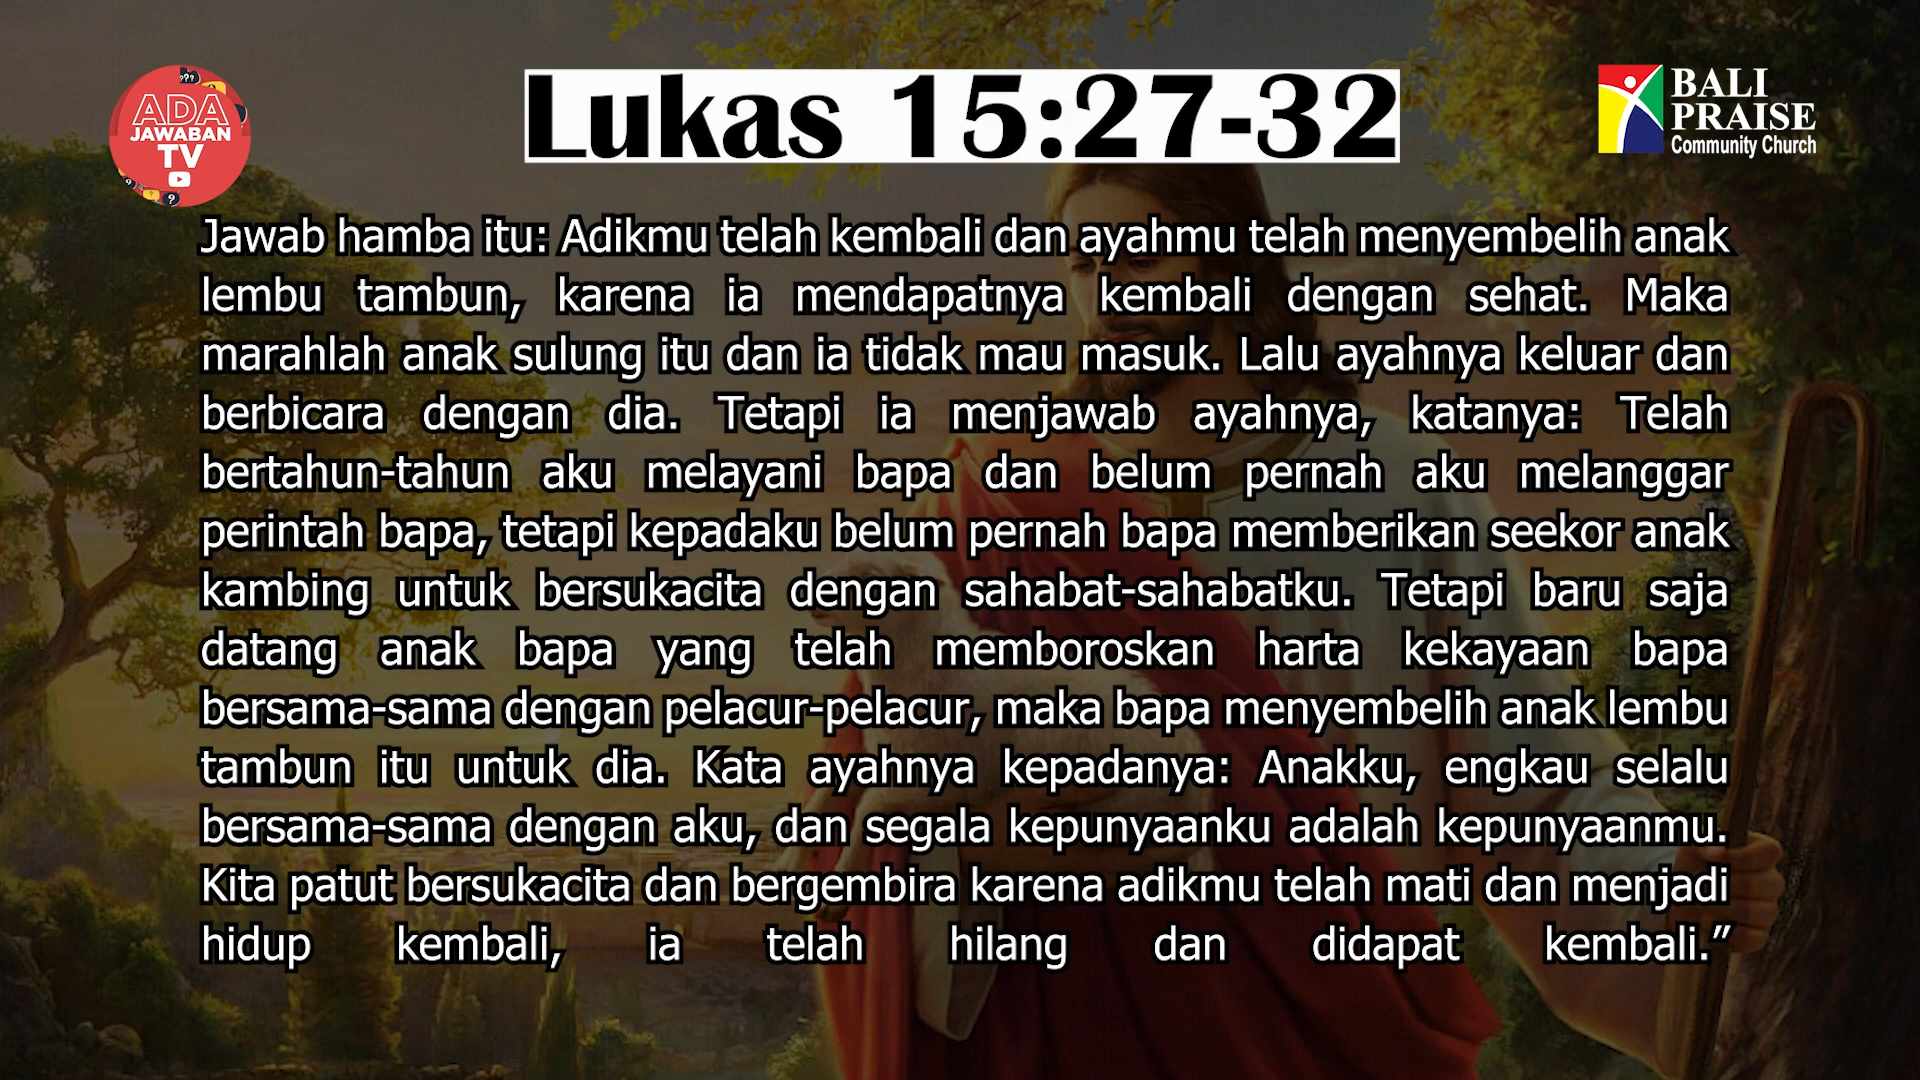 ADA
JAWABAN
TV
Lukas 15:27-32
BALI
PRAISE
Community Church
Jawab hamba itu: Adikmu telah kembali dan ayahmu telah menyembelih anak
lembu tambun, karena ia mendapatnya kembali dengan sehat. Maka
marahlah anak sulung itu dan ia tidak mau masuk. Lalu ayahnya keluar dan
berbicara dengan dia. Tetapi ia menjawab ayahnya, katanya: Telah
bertahun-tahun aku melayani bapa dan belum pernah aku melanggar
perintah bapa, tetapi kepadaku belum pernah bapa memberikan seekor anak
kambing untuk bersukacita dengan sahabat-sahabatku. Tetapi baru saja
datang anak bapa yang telah memboroskan harta kekayaan bapa
bersama-sama dengan pelacur-pelacur, maka bapa menyembelih anak lembu
tambun itu untuk dia. Kata ayahnya kepadanya: Anakku, engkau selalu
bersama-sama dengan aku, dan segala kepunyaanku adalah kepunyaanmu.
Kita patut bersukacita dan bergembira karena adikmu telah mati dan menjadi
hidup kembali, ia telah hilang dan didapat kembali.”